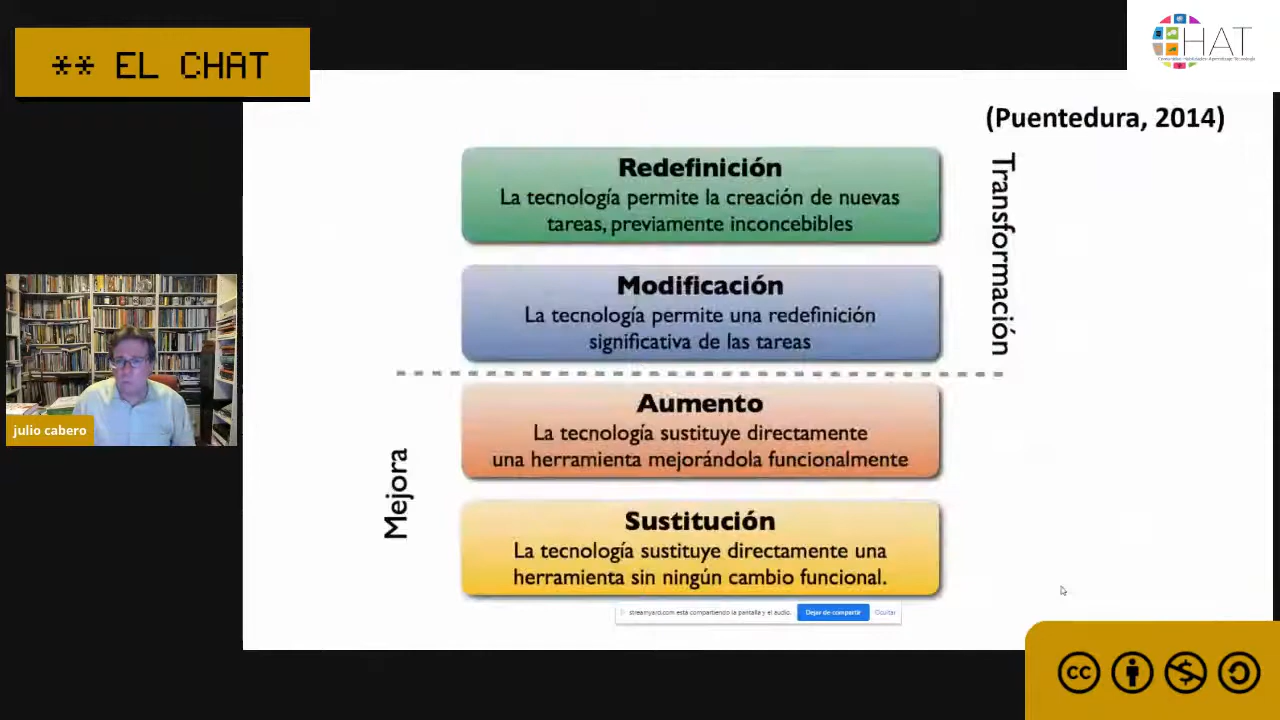 ** EL CHAT
CHAT
(Puentedura, 2014)
Redefinición
La tecnología permite la creación de nuevas
tareas, previamente inconcebibles
Transformación
Modificación
La tecnología permite una redefinición
significativa de las tareas
Aumento
La tecnología sustituye directamente
una herramienta mejorándola funcionalmente
Mejora
Sustitución
La tecnología sustituye directamente una
herramienta sin ningún cambio funcional.
julio cabero
streamyard.com está compartiendo la pantalla y el audio.
Dejar de compartir
Ocultar
cc